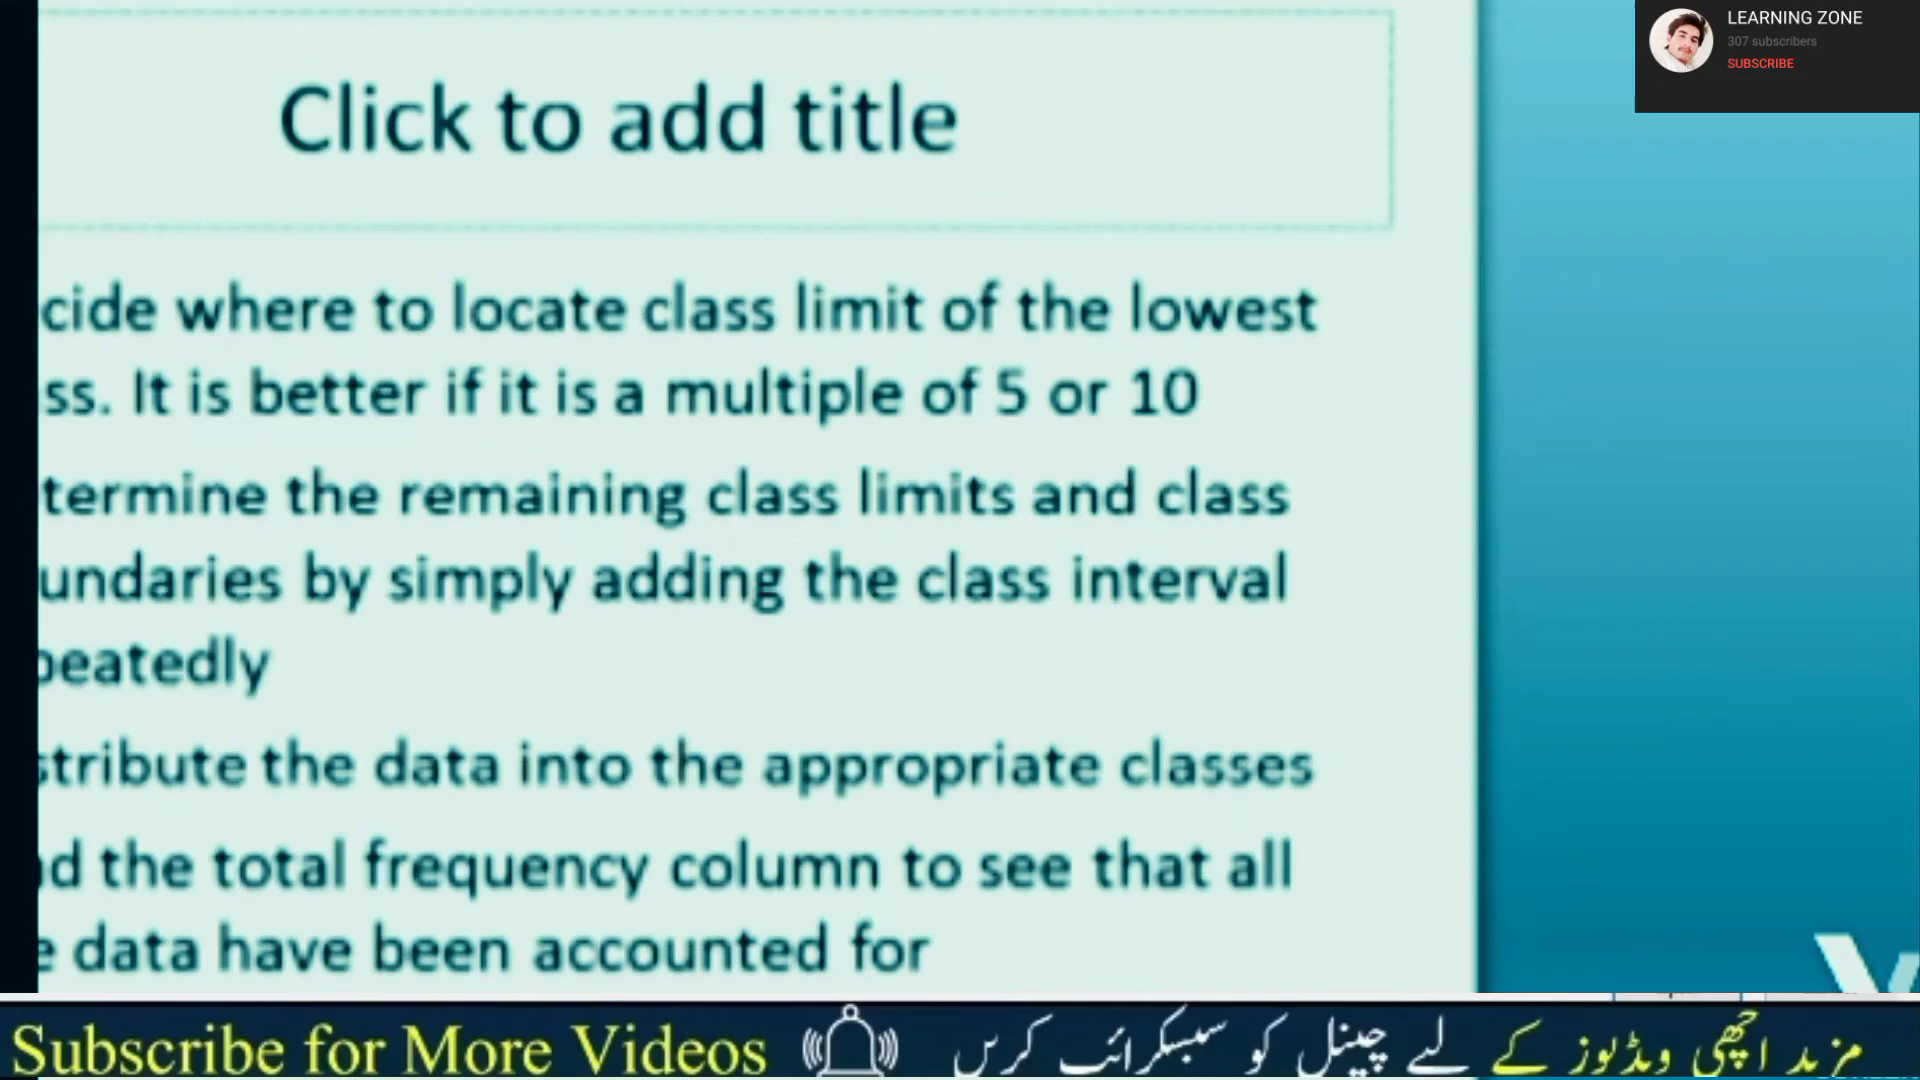 LEARNING ZONE
307 subscribers
SUBSCRIBE
Click to add title
cide where to locate class limit of the lowest
ss. It is better if it is a multiple of 5 or 10
termine the remaining class limits and class
undaries by simply adding the class interval
peatedly
stribute the data into the appropriate classes
d the total frequency column to see that all
e data have been accounted for
Subscribe for More Videos
مزید اچھی ویڈیوز کے لیے چینل کو سبسکرائب کریں